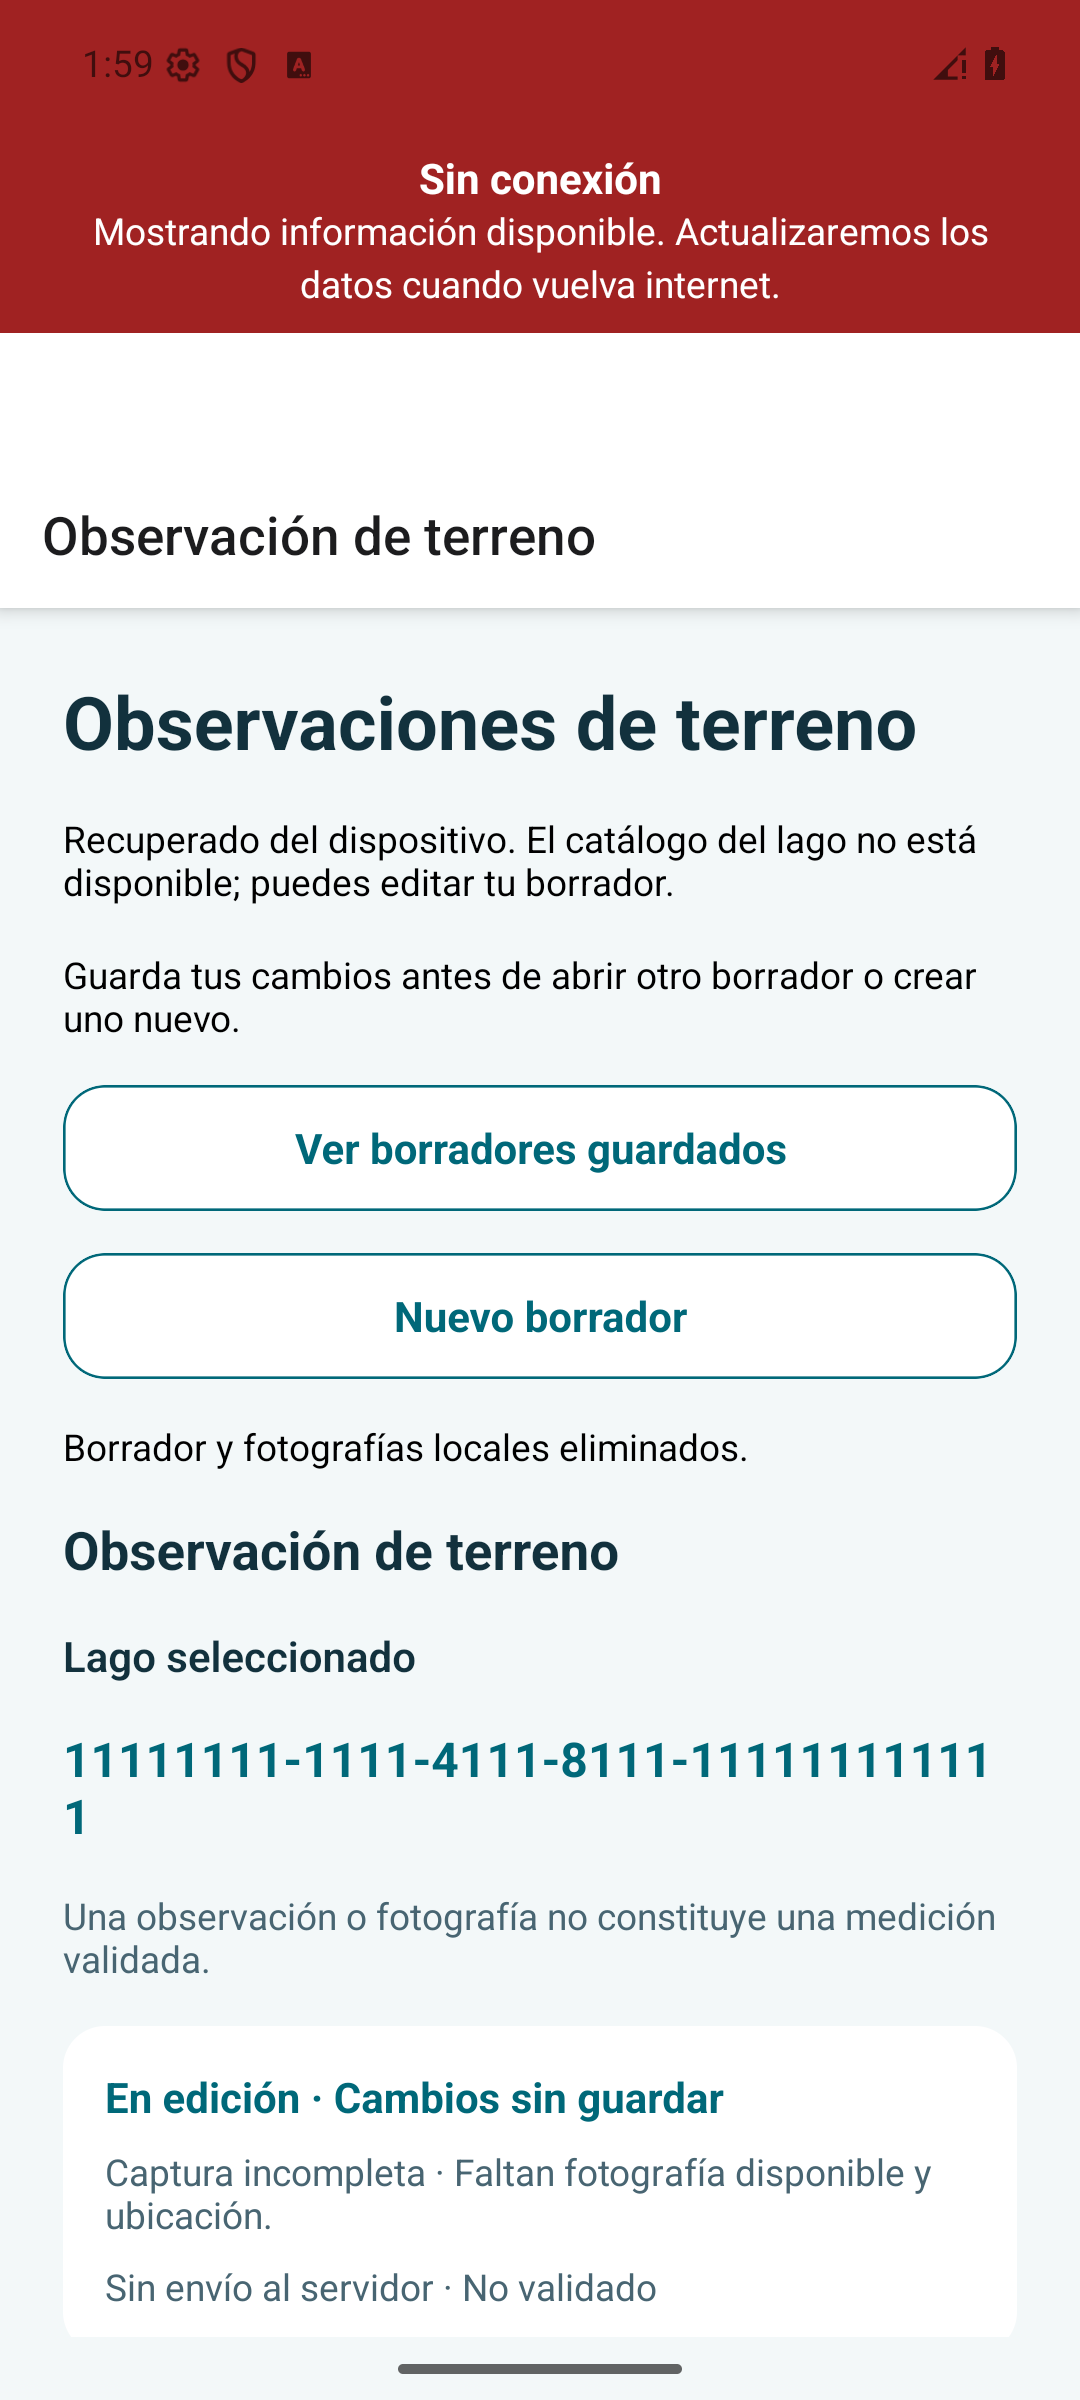 1:59
Sin conexión
Mostrando información disponible. Actualizaremos los
datos cuando vuelva internet.
Observación de terreno
Observaciones de terreno
Recuperado del dispositivo. El catálogo del lago no está
disponible; puedes editar tu borrador.
Guarda tus cambios antes de abrir otro borrador o crear
uno nuevo.
Ver borradores guardados
Nuevo borrador
Borrador y fotografías locales eliminados.
Observación de terreno
Lago seleccionado
11111111-1111-4111-8111-11111111111
1
Una observación o fotografía no constituye una medición
validada.
En edición · Cambios sin guardar
Captura incompleta · Faltan fotografía disponible y
ubicación.
Sin envío al servidor · No validado